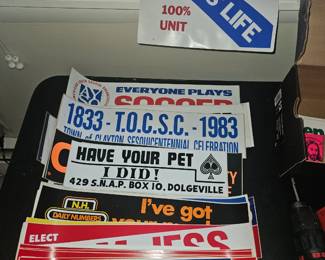 LIFE
100%
UNIT
EVERYONE PLAYS
SOCCER
1833 - T.O.C.S.C. - 1983
TOWN OF CLAYTON SESQUICENTENNIAL CELEBRATION
HAVE YOUR PET
I DID!
429 S.N.A.P. BOX 10, DOLGEVILLE
N.H.
DAILY NUMBERS
I've got
ELECT
JESS